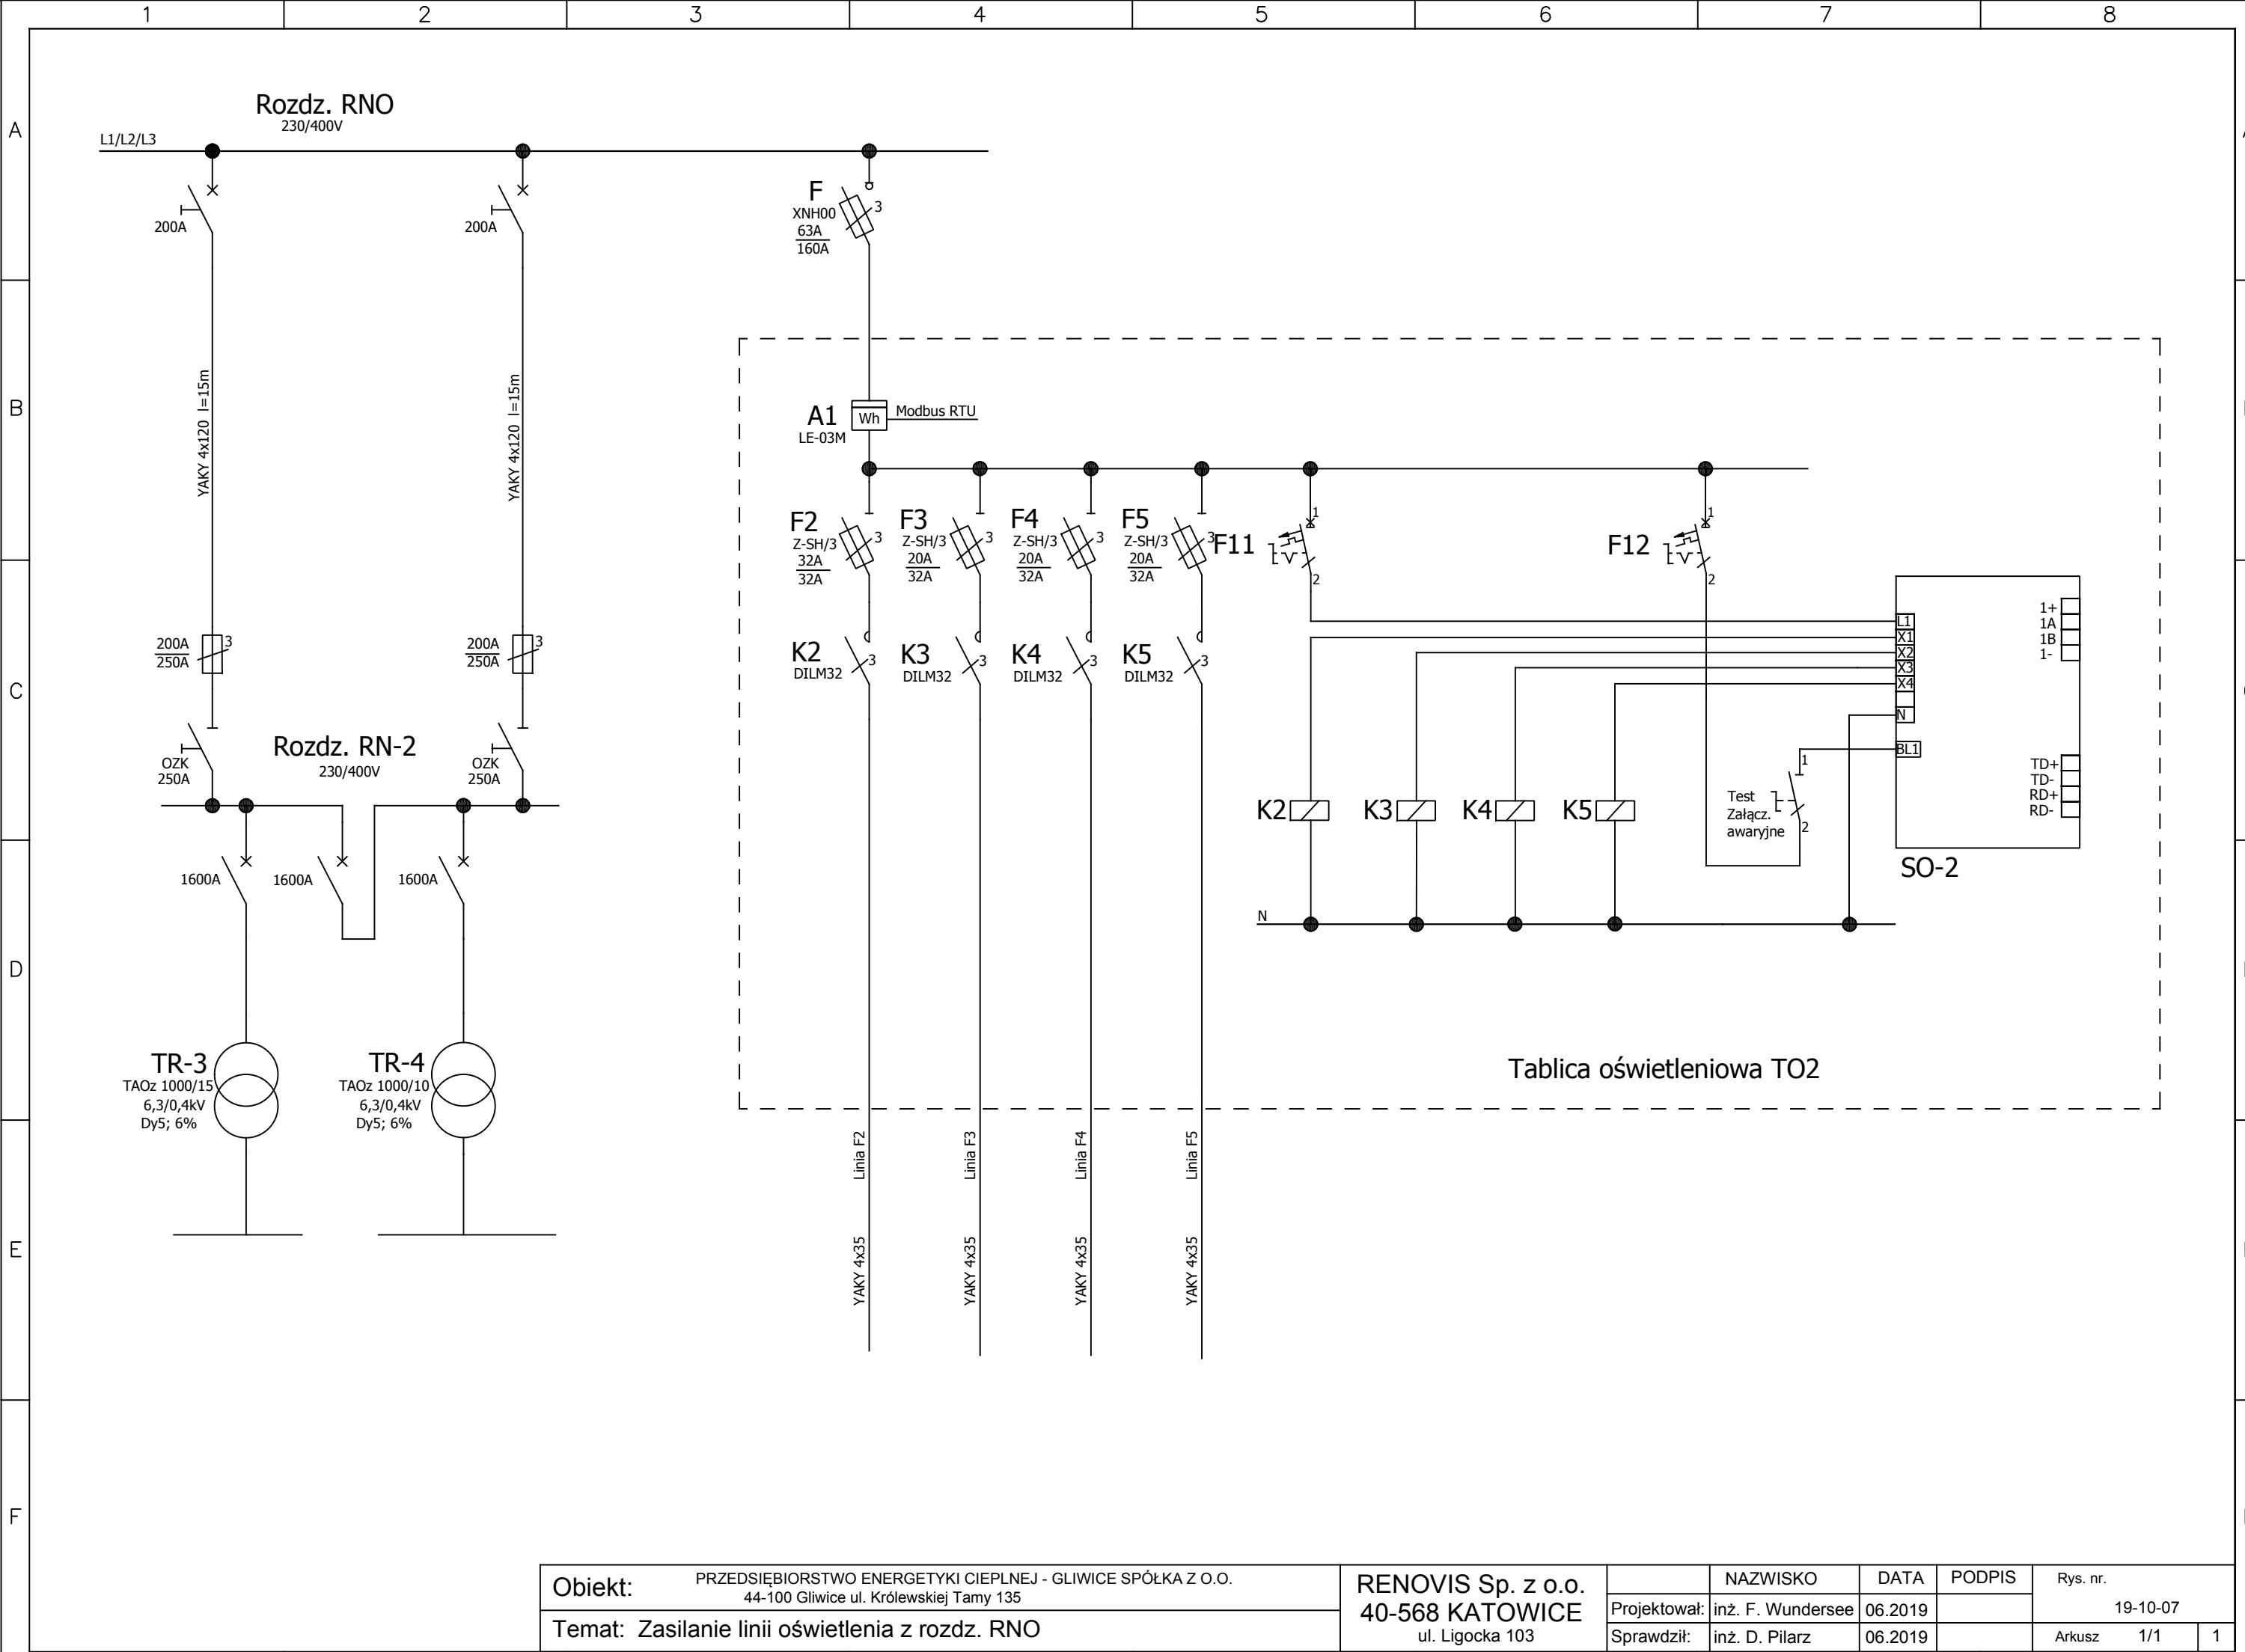 1 2 3 4 5 6 7 8
A
B
C
D
E
F
Rozdz. RNO
230/400V
L1/L2/L3
200A
200A
F
XNH00
63A
160A
3
YAKY 4x120 l=15m
YAKY 4x120 l=15m
A1
LE-03M
Wh
Modbus RTU
F2
Z-SH/3
32A
32A
3
F3
Z-SH/3
20A
32A
3
F4
Z-SH/3
20A
32A
3
F5
Z-SH/3
20A
32A
3
F11
1
2
F12
1
2
200A
250A
3
200A
250A
3
K2
DILM32
3
K3
DILM32
3
K4
DILM32
3
K5
DILM32
3
L1
X1
X2
X3
X4
N
BL1
1+
1A
1B
1-
TD+
TD-
RD+
RD-
SO-2
OZK
250A
Rozdz. RN-2
230/400V
OZK
250A
K2
K3
K4
K5
Test
Załącz.
awaryjne
1
2
N
1600A
1600A
1600A
TR-3
TAOz 1000/15
6,3/0,4kV
Dy5; 6%
TR-4
TAOz 1000/10
6,3/0,4kV
Dy5; 6%
Tablica oświetleniowa TO2
Linia F2
Linia F3
Linia F4
Linia F5
YAKY 4x35
YAKY 4x35
YAKY 4x35
YAKY 4x35
Obiekt: PRZEDSIĘBIORSTWO ENERGETYKI CIEPLNEJ - GLIWICE SPÓŁKA Z O.O.
44-100 Gliwice ul. Królewskiej Tamy 135
Temat: Zasilanie linii oświetlenia z rozdz. RNO
RENOVIS Sp. z o.o.
40-568 KATOWICE
ul. Ligocka 103
NAZWISKO DATA PODPIS
Projektował: inż. F. Wundersee 06.2019
Sprawdził: inż. D. Pilarz 06.2019
Rys. nr.
19-10-07
Arkusz 1/1 1